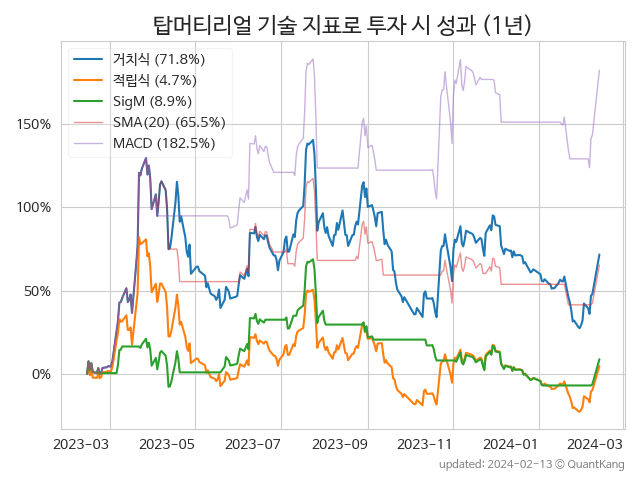 탑머티리얼 기술 지표로 투자 시 성과 (1년)
거치식 (71.8%)
적립식 (4.7%)
SigM (8.9%)
SMA(20) (65.5%)
MACD (182.5%)
150%
100%
50%
0%
2023-03 2023-05 2023-07 2023-09 2023-11 2024-01 2024-03
updated: 2024-02-13 © QuantKang